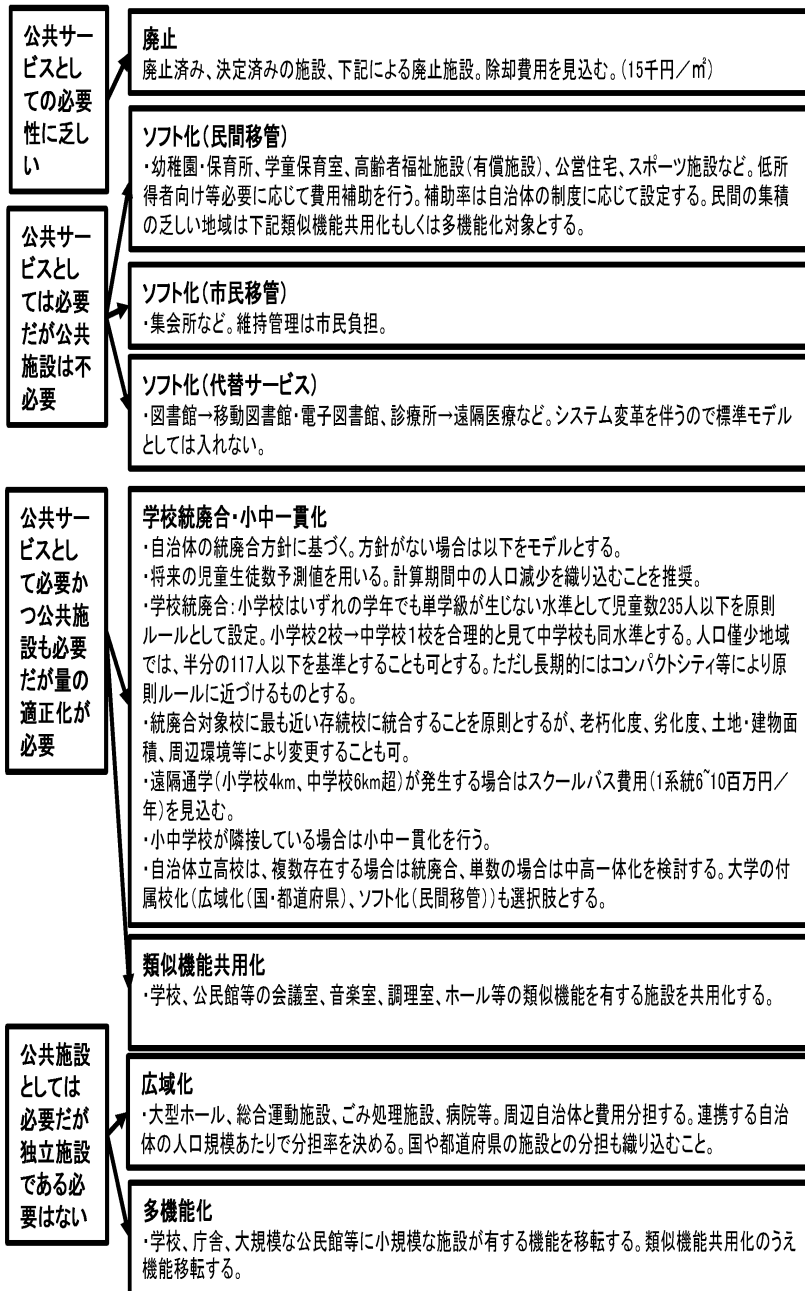 公共サー
ビスとし
ての必要
性に乏し
い
廃止
廃止済み、決定済みの施設、下記による廃止施設。除却費用を見込む。(15千円／㎡)
公共サー
ビスとし
ては必要
だが公共
施設は不
必要
ソフト化(民間移管)
・幼稚園・保育所、学童保育室、高齢者福祉施設(有償施設)、公営住宅、スポーツ施設など。低所
得者向け等必要に応じて費用補助を行う。補助率は自治体の制度に応じて設定する。民間の集積
の乏しい地域は下記類似機能共用化もしくは多機能化対象とする。
ソフト化(市民移管)
・集会所など。維持管理は市民負担。
ソフト化(代替サービス)
・図書館→移動図書館・電子図書館、診療所→遠隔医療など。システム変革を伴うので標準モデル
としては入れない。
公共サー
ビスとし
て必要か
つ公共施
設も必要
だが量の
適正化が
必要
学校統廃合・小中一貫化
・自治体の統廃合方針に基づく。方針がない場合は以下をモデルとする。
・将来の児童生徒数予測値を用いる。計算期間中の人口減少を織り込むことを推奨。
・学校統廃合：小学校はいずれの学年でも単学級が生じない水準として児童数235人以下を原則
ルールとして設定。小学校2校→中学校1校を合理的と見て中学校も同水準とする。人口僅少地域
では、半分の117人以下を基準とすることも可とする。ただし長期的にはコンパクトシティ等により原
則ルールに近づけるものとする。
・統廃合対象校に最も近い存続校に統合することを原則とするが、老朽化度、劣化度、土地・建物面
積、周辺環境等により変更することも可。
・遠隔通学(小学校4km、中学校6km超)が発生する場合はスクールバス費用(1系統6~10百万円／
年)を見込む。
・小中学校が隣接している場合は小中一貫化を行う。
・自治体立高校は、複数存在する場合は統廃合、単数の場合は中高一体化を検討する。大学の付
属校化(広域化(国・都道府県)、ソフト化(民間移管))も選択肢とする。
類似機能共用化
・学校、公民館等の会議室、音楽室、調理室、ホール等の類似機能を有する施設を共用化する。
公共施設
としては
必要だが
独立施設
である必
要はない
広域化
・大型ホール、総合運動施設、ごみ処理施設、病院等。周辺自治体と費用分担する。連携する自治
体の人口規模あたりで分担率を決める。国や都道府県の施設との分担も織り込むこと。
多機能化
・学校、庁舎、大規模な公民館等に小規模な施設が有する機能を移転する。類似機能共用化のうえ
機能移転する。